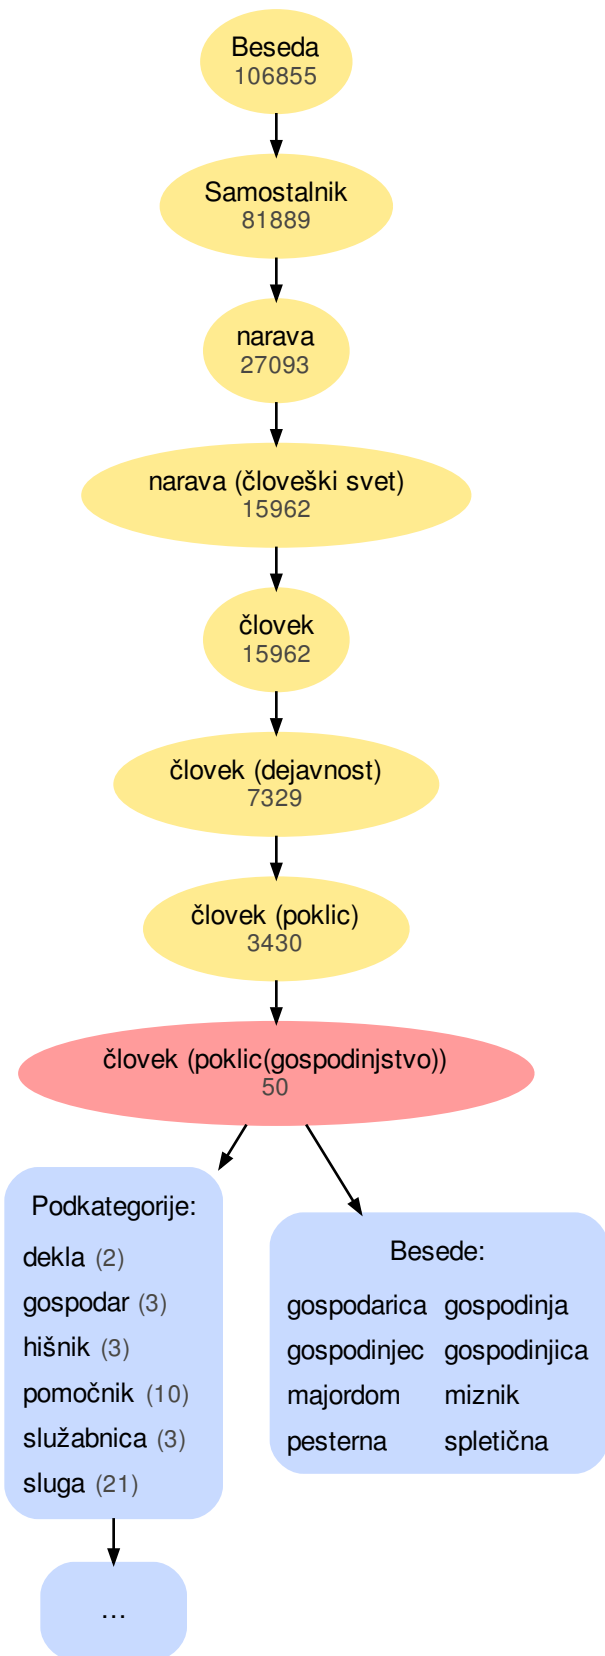 Beseda
106855
Samostalnik
81889
narava
27093
narava (človeški svet)
15962
človek
15962
človek (dejavnost)
7329
človek (poklic)
3430
človek (poklic(gospodinjstvo))
50
Podkategorije:
dekla (2)
gospodar (3)
hišnik (3)
pomočnik (10)
služabnica (3)
sluga (21)
...
Besede:
gospodarica gospodinja
gospodinjec gospodinjica
majordom miznik
pesterna spletična